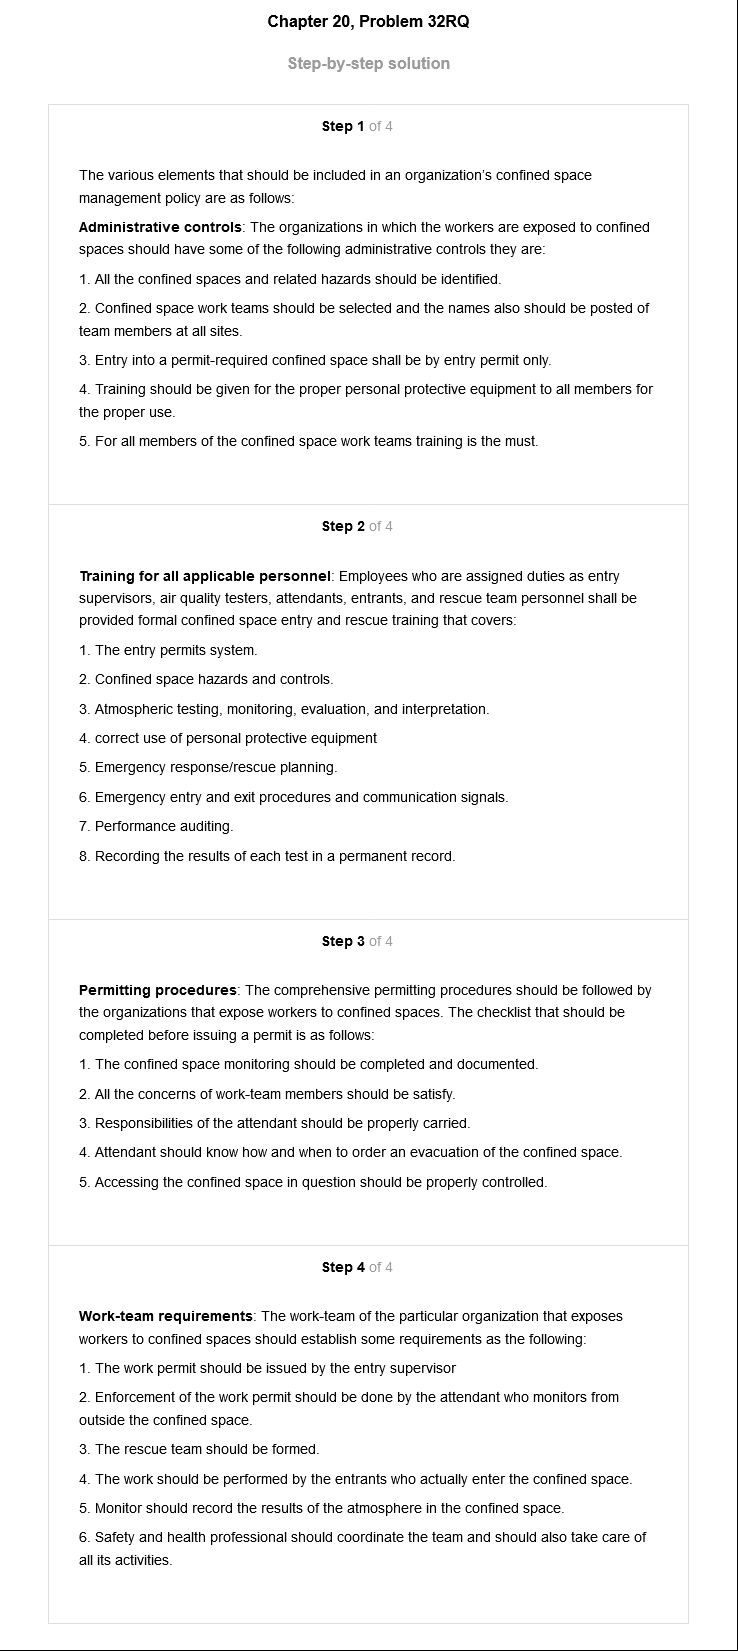 Chapter 20, Problem 32RQ
Step-by-step solution
Step 1 of 4
The various elements that should be included in an organization's confined space
management policy are as follows:
Administrative controls: The organizations in which the workers are exposed to confined
spaces should have some of the following administrative controls they are:
1. All the confined spaces and related hazards should be identified.
2. Confined space work teams should be selected and the names also should be posted of
team members at all sites.
3. Entry into a permit-required confined space shall be by entry permit only.
4. Training should be given for the proper personal protective equipment to all members for
the proper use.
5. For all members of the confined space work teams training is the must.
Step 2 of 4
Training for all applicable personnel: Employees who are assigned duties as entry
supervisors, air quality testers, attendants, entrants, and rescue team personnel shall be
provided formal confined space entry and rescue training that covers:
1. The entry permits system.
2. Confined space hazards and controls.
3. Atmospheric testing, monitoring, evaluation, and interpretation.
4. correct use of personal protective equipment
5. Emergency response/rescue planning.
6. Emergency entry and exit procedures and communication signals.
7. Performance auditing.
8. Recording the results of each test in a permanent record.
Step 3 of 4
Permitting procedures: The comprehensive permitting procedures should be followed by
the organizations that expose workers to confined spaces. The checklist that should be
completed before issuing a permit is as follows:
1. The confined space monitoring should be completed and documented.
2. All the concerns of work-team members should be satisfy.
3. Responsibilities of the attendant should be properly carried.
4. Attendant should know how and when to order an evacuation of the confined space.
5. Accessing the confined space in question should be properly controlled.
Step 4 of 4
Work-team requirements: The work-team of the particular organization that exposes
workers to confined spaces should establish some requirements as the following:
1. The work permit should be issued by the entry supervisor
2. Enforcement of the work permit should be done by the attendant who monitors from
outside the confined space.
3. The rescue team should be formed.
4. The work should be performed by the entrants who actually enter the confined space.
5. Monitor should record the results of the atmosphere in the confined space.
6. Safety and health professional should coordinate the team and should also take care of
all its activities.